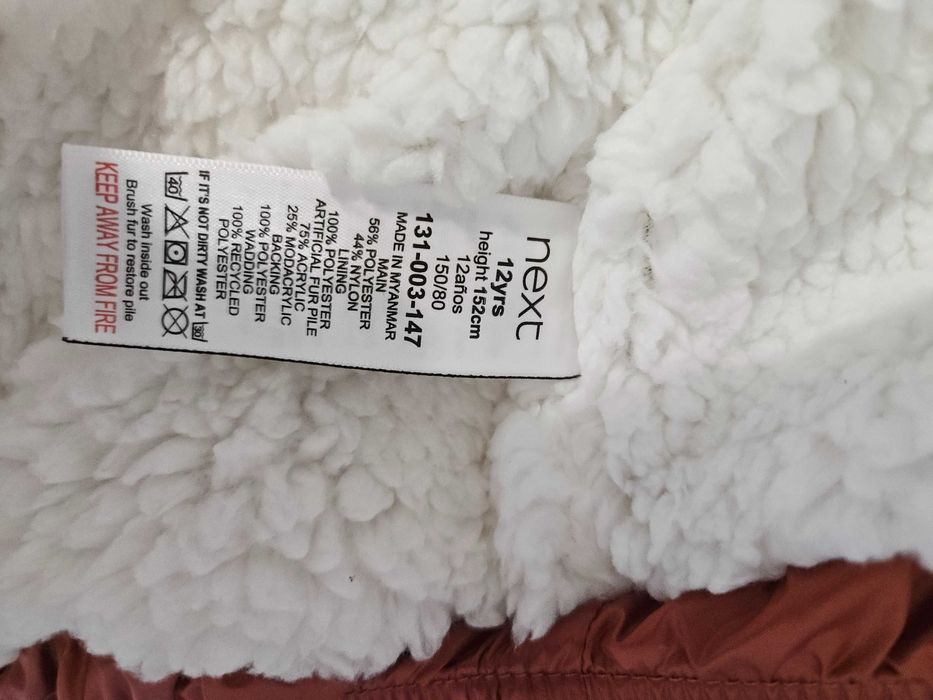 next
12yrs
height 152cm
12años
150/80
131-003-147
MADE IN MYANMAR
MAIN
56% POLYESTER
44% NYLON
LINING
100% POLYESTER
ARTIFICIAL FUR PILE
75% ACRYLIC
25% MODACRYLIC
BACKING
100% POLYESTER
WADDING
100% RECYCLED
POLYESTER
IF IT'S NOT DIRTY WASH AT 30
40
Wash inside out
Brush fur to restore pile
KEEP AWAY FROM FIRE